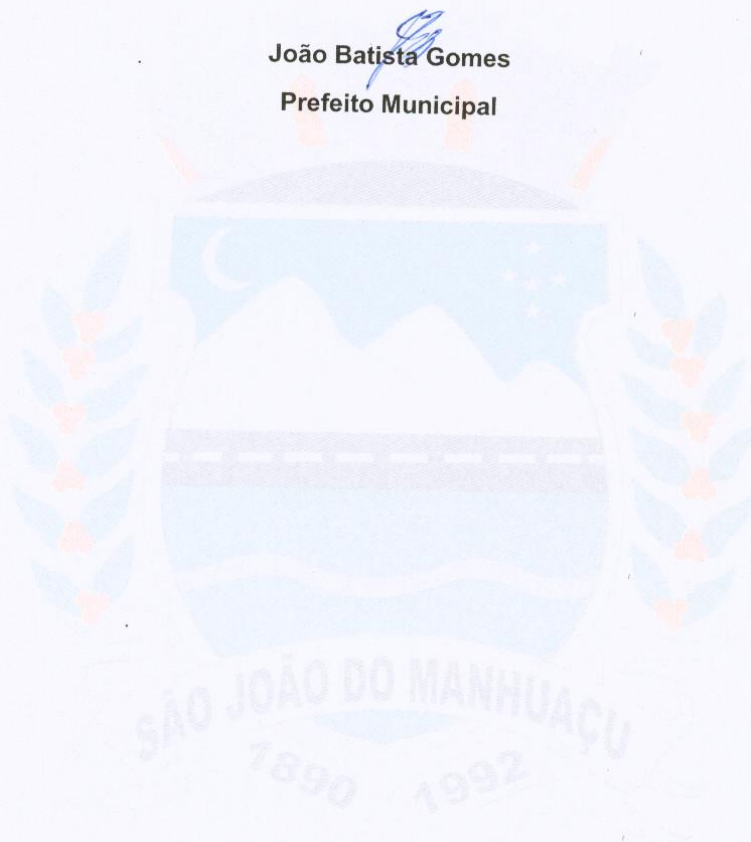 João Batista Gomes
Prefeito Municipal
SÃO JOÃO DO MANHUAÇU
1890 1992